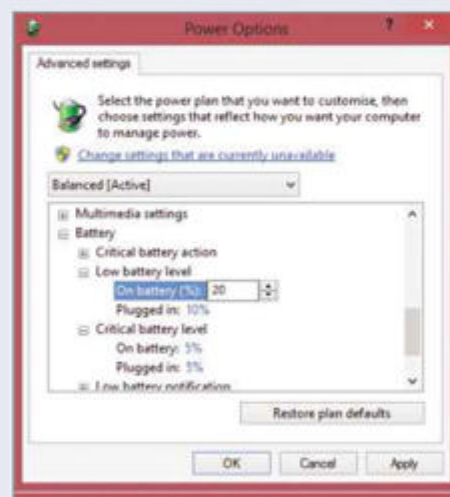 Power Options
Advanced settings
Select the power plan that you want to customise, then
choose settings that reflect how you want your computer
to manage power.
Change settings that are currently unavailable
Balanced [Active]
Multimedia settings
Battery
Critical battery action
Low battery level
On battery (%): 20
Plugged in: 10%
Critical battery level
On battery: 5%
Plugged in: 5%
Low battery notification
Restore plan defaults
OK Cancel Apply